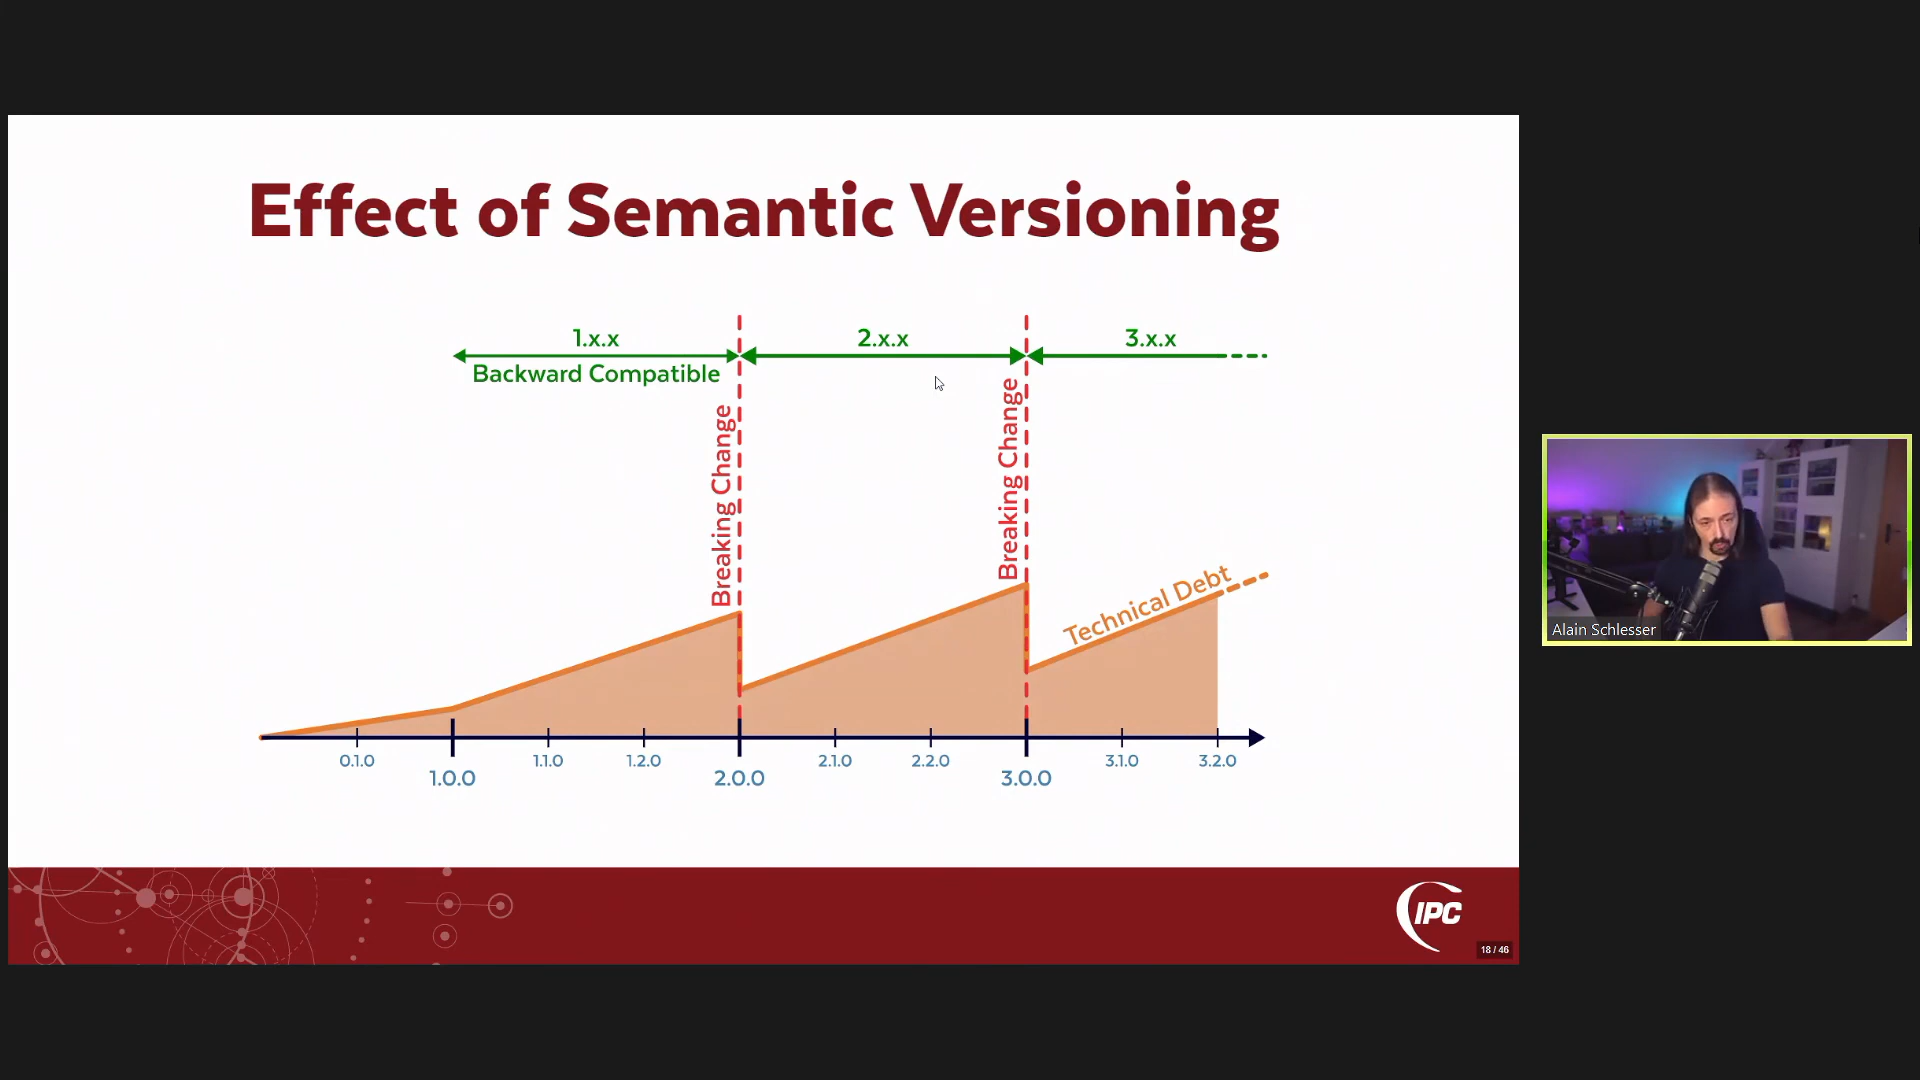 Effect of Semantic Versioning
1.x.x
2.x.x
3.x.x
Backward Compatible
Breaking Change
Breaking Change
Technical Debt
0.1.0
1.0.0
1.1.0
1.2.0
2.0.0
2.1.0
2.2.0
3.0.0
3.1.0
3.2.0
Alain Schlesser
IPC
18 / 46